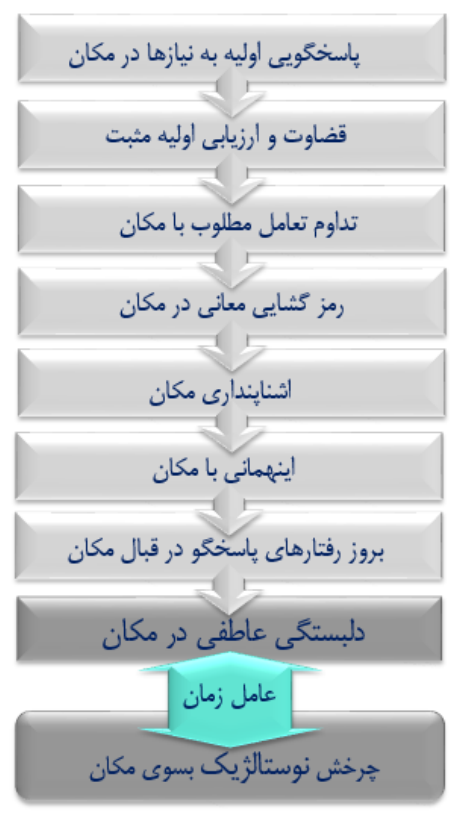 پاسخگویی اولیه به نیازها در مکان
قضاوت و ارزیابی اولیه مثبت
تداوم تعامل مطلوب با مکان
رمز گشایی معانی در مکان
اشناپنداری مکان
اینهمانی با مکان
بروز رفتارهای پاسخگو در قبال مکان
دلبستگی عاطفی در مکان
عامل زمان
چرخش نوستالژیک بسوی مکان